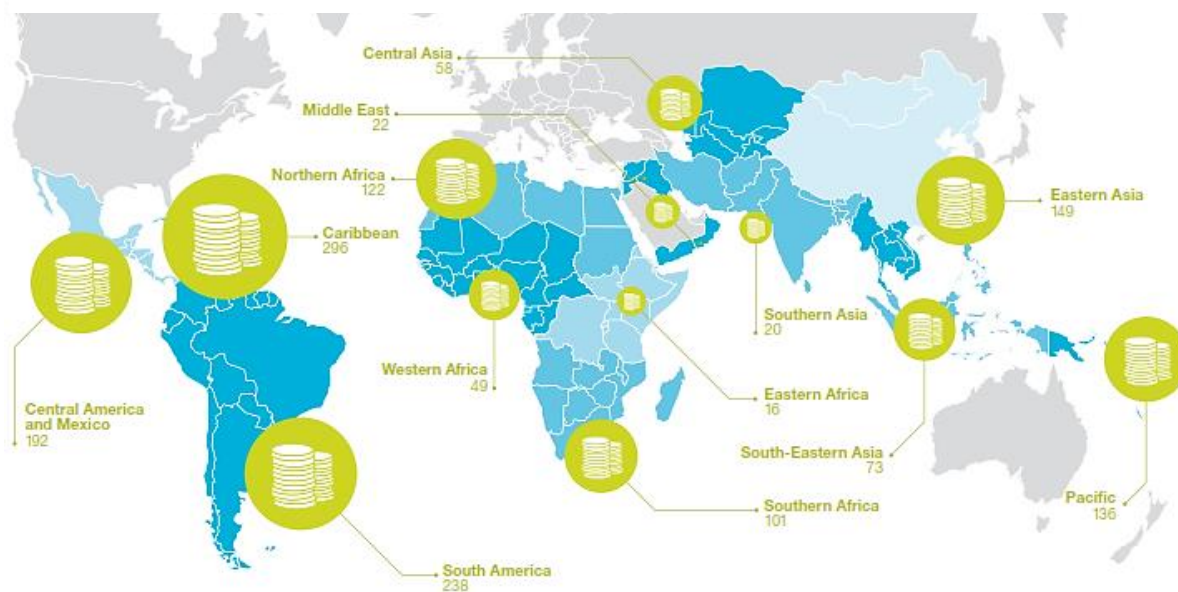 Central Asia
58
Middle East
22
Northern Africa
122
Caribbean
296
Eastern Asia
149
Southern Asia
20
Western Africa
49
Eastern Africa
16
Central America
and Mexico
192
South-Eastern Asia
73
Southern Africa
101
Pacific
136
South America
238